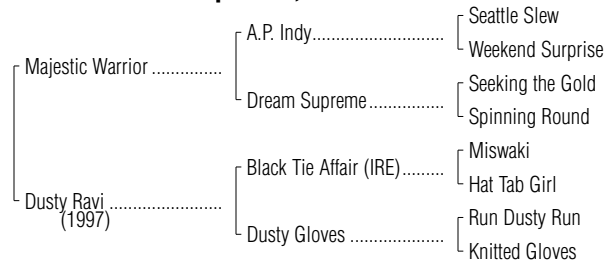 Seattle Slew
A.P. Indy...................
Weekend Surprise
Majestic Warrior ...............
Seeking the Gold
Dream Supreme.................
Spinning Round
Miswaki
Black Tie Affair (IRE).........
Hat Tab Girl
Dusty Ravi ........................
(1997)
Run Dusty Run
Dusty Gloves ....................
Knitted Gloves